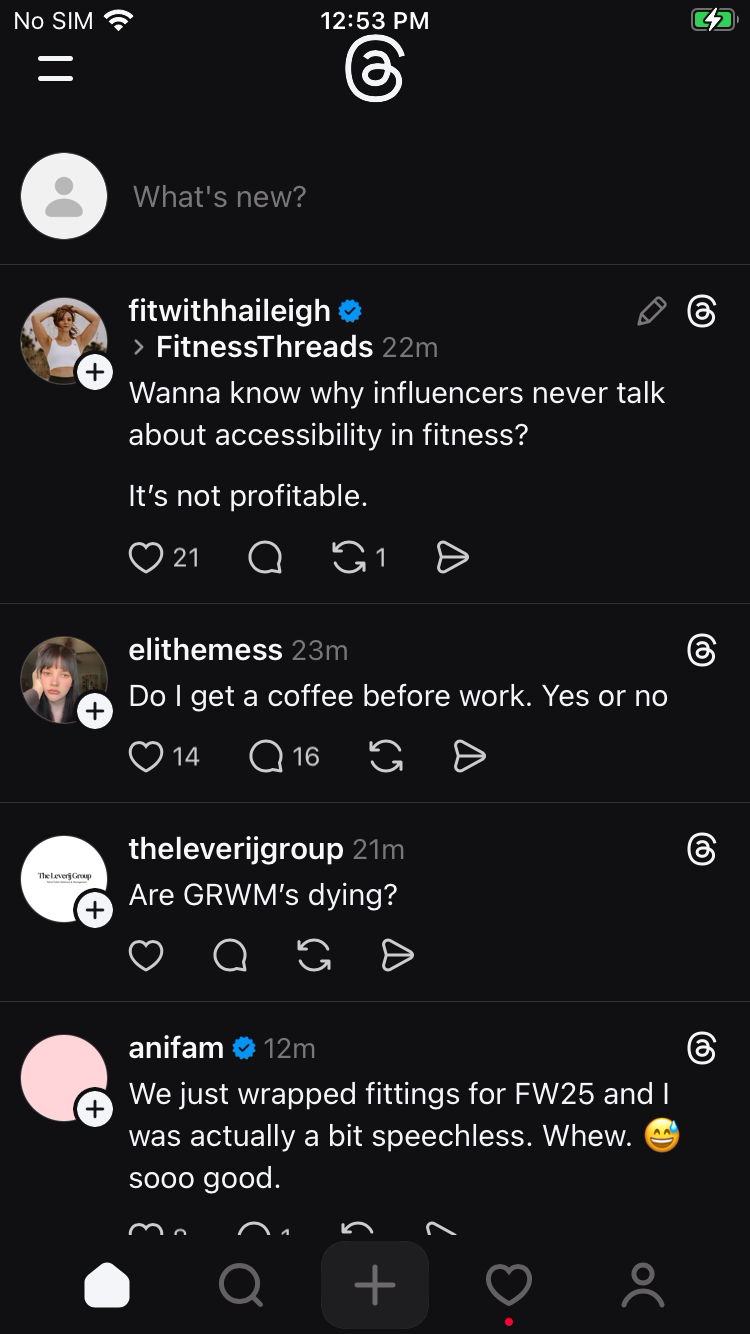 No SIM 12:53 PM
What's new?
fitwithhaileigh
> FitnessThreads 22m
Wanna know why influencers never talk
about accessibility in fitness?
It’s not profitable.
21 1
elithemess 23m
Do I get a coffee before work. Yes or no
14 16
The Leverij Group
theleverijgroup 21m
Are GRWM’s dying?
anifam 12m
We just wrapped fittings for FW25 and I
was actually a bit speechless. Whew. 😅
sooo good.